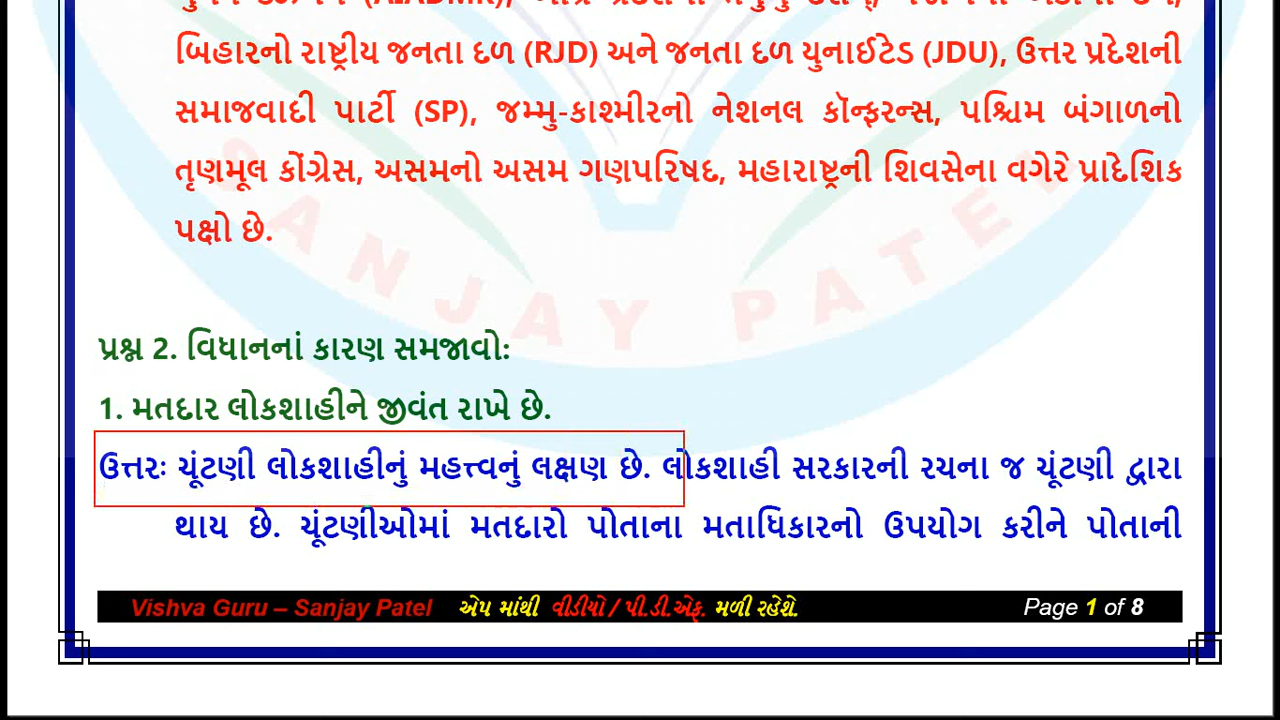 બિહારનો રાષ્ટ્રીય જનતા દળ (RJD) અને જનતા દળ યુનાઈટેડ (JDU), ઉત્તર પ્રદેશની
સમાજવાદી પાર્ટી (SP), જમ્મુ-કાશ્મીરનો નેશનલ કૉન્ફરન્સ, પશ્ચિમ બંગાળનો
તૃણમૂલ કોંગ્રેસ, અસમનો અસમ ગણપરિષદ, મહારાષ્ટ્રની શિવસેના વગેરે પ્રાદેશિક
પક્ષો છે.
SANJAY PATEL
પ્રશ્ન 2. વિધાનનાં કારણ સમજાવોઃ
1. મતદાર લોકશાહીને જીવંત રાખે છે.
ઉત્તરઃ ચૂંટણી લોકશાહીનું મહત્ત્વનું લક્ષણ છે. લોકશાહી સરકારની રચના જ ચૂંટણી દ્વારા
થાય છે. ચૂંટણીઓમાં મતદારો પોતાના મતાધિકારનો ઉપયોગ કરીને પોતાની
Vishva Guru – Sanjay Patel એપ માંથી વીડીયો / પી.ડી.એફ. મળી રહેશે. Page 1 of 8